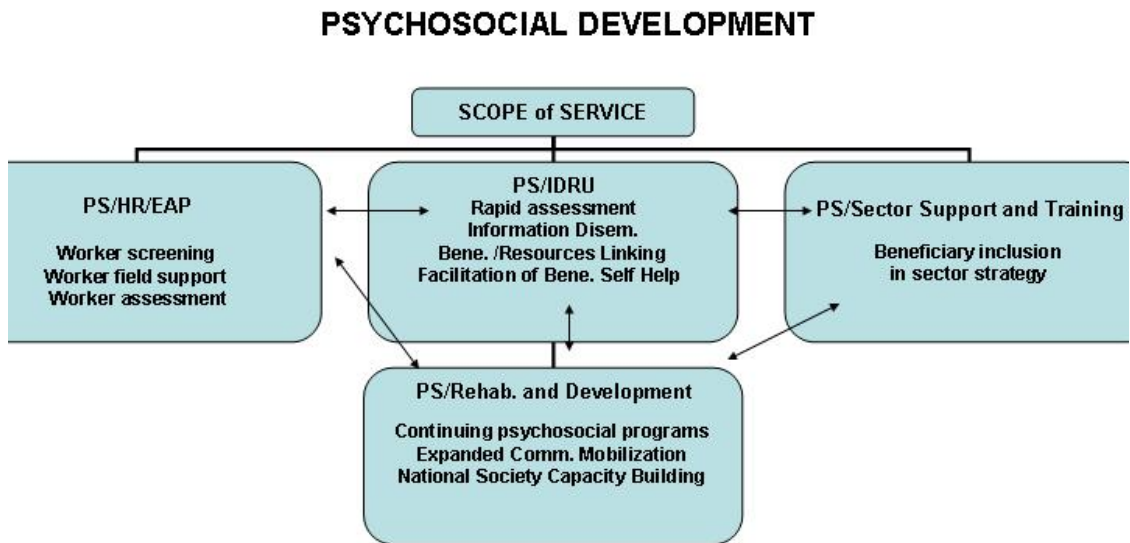 PSYCHOSOCIAL DEVELOPMENT
SCOPE of SERVICE
PS/HR/EAP
Worker screening
Worker field support
Worker assessment
PS/IDRU
Rapid assessment
Information Disem.
Bene. /Resources Linking
Facilitation of Bene. Self Help
PS/Sector Support and Training
Beneficiary inclusion
in sector strategy
PS/Rehab. and Development
Continuing psychosocial programs
Expanded Comm. Mobilization
National Society Capacity Building